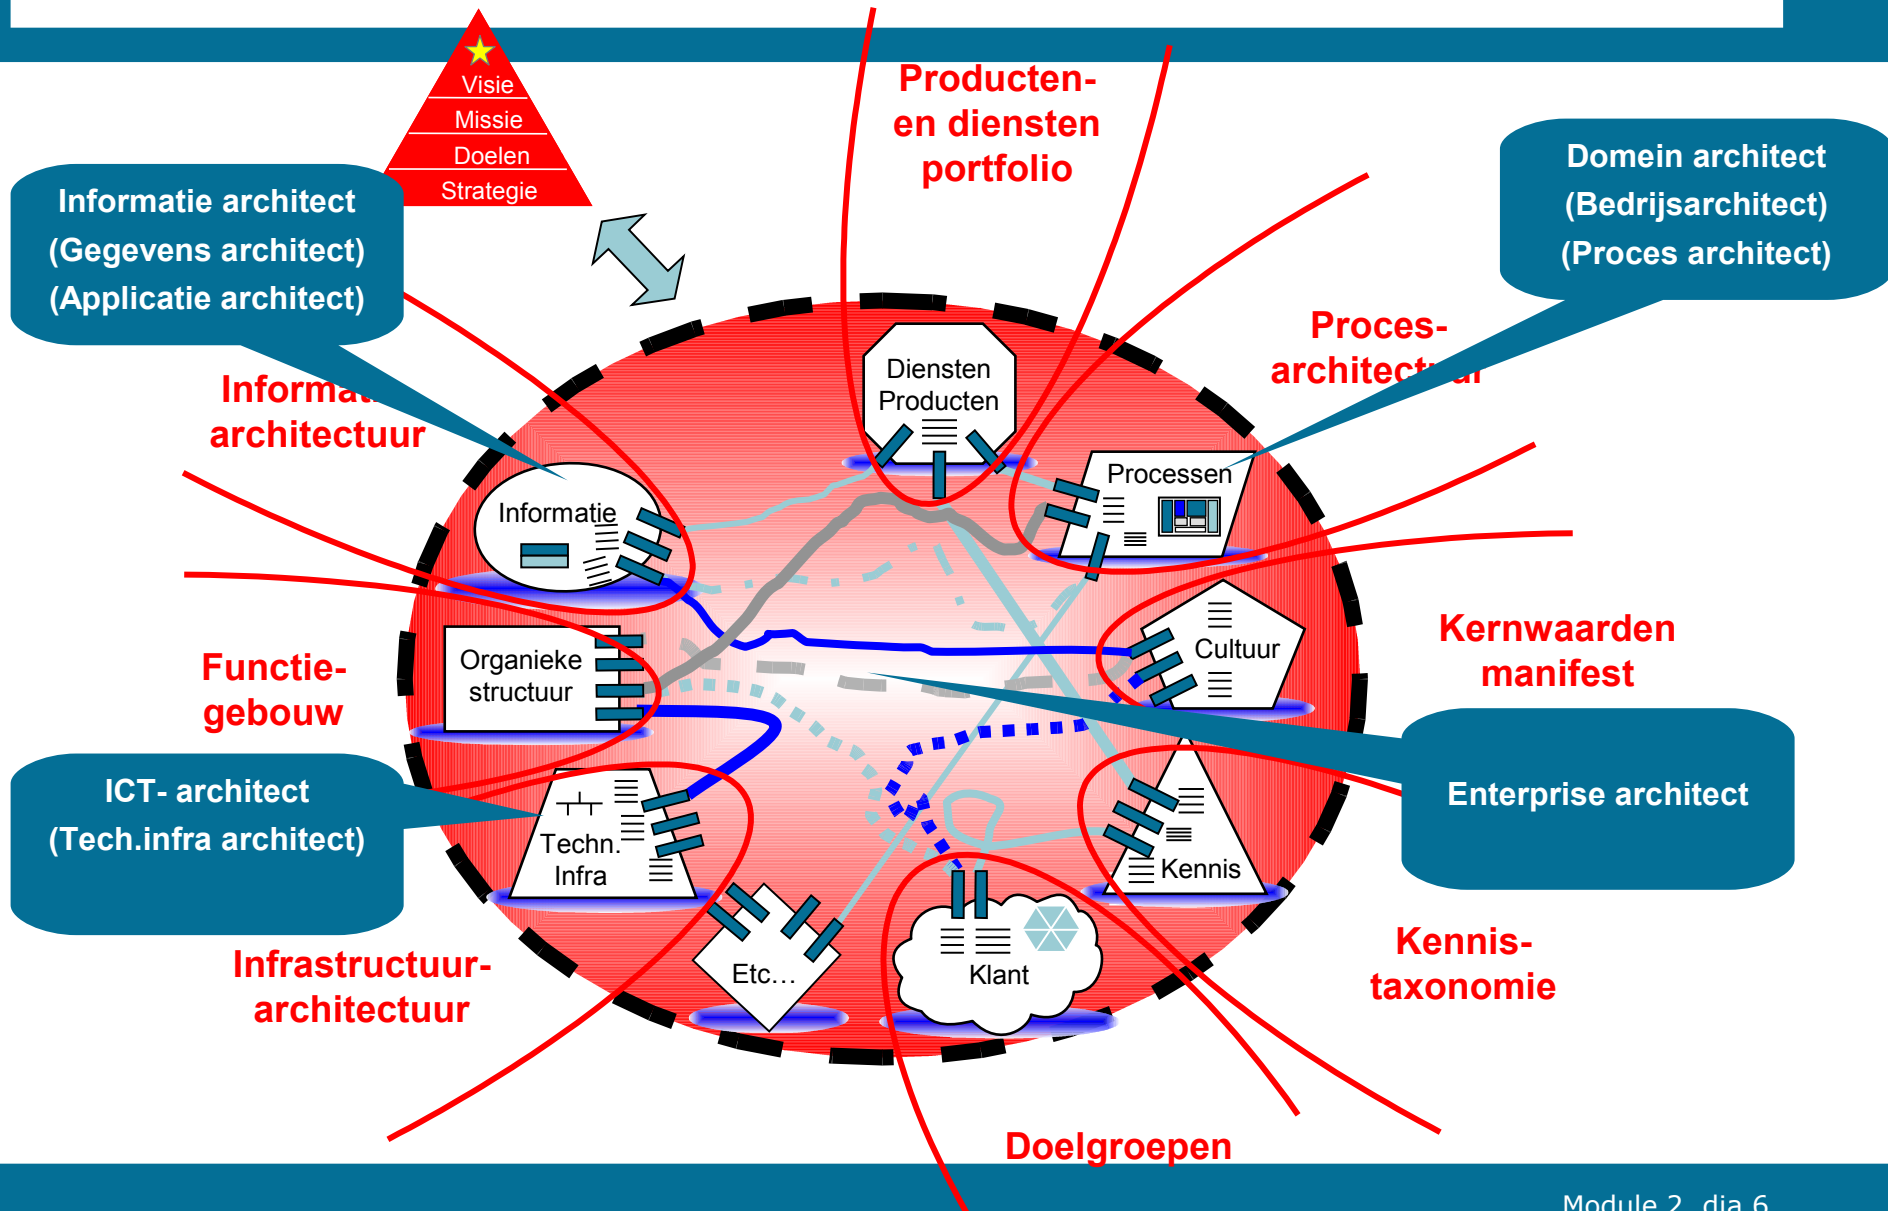 Visie
Missie
Doelen
Strategie
Producten-
en diensten
portfolio
Domein architect
(Bedrijsarchitect)
(Proces architect)
Informatie architect
(Gegevens architect)
(Applicatie architect)
Proces-
architectuur
Informatie
architectuur
Diensten
Producten
Processen
Informatie
Organieke
structuur
Cultuur
Functie-
gebouw
Kernwaarden
manifest
ICT- architect
(Tech.infra architect)
Enterprise architect
Techn.
Infra
Kennis
Etc…
Klant
Infrastructuur-
architectuur
Kennis-
taxonomie
Doelgroepen
Module 2, dia 6